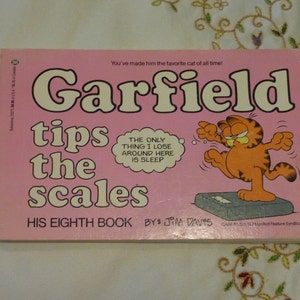 You've made him the favorite cat of all time!
Garfield
tips
the
scales
THE ONLY
THING I LOSE
AROUND HERE
IS SLEEP
HIS EIGHTH BOOK
BY: JIM DAVIS